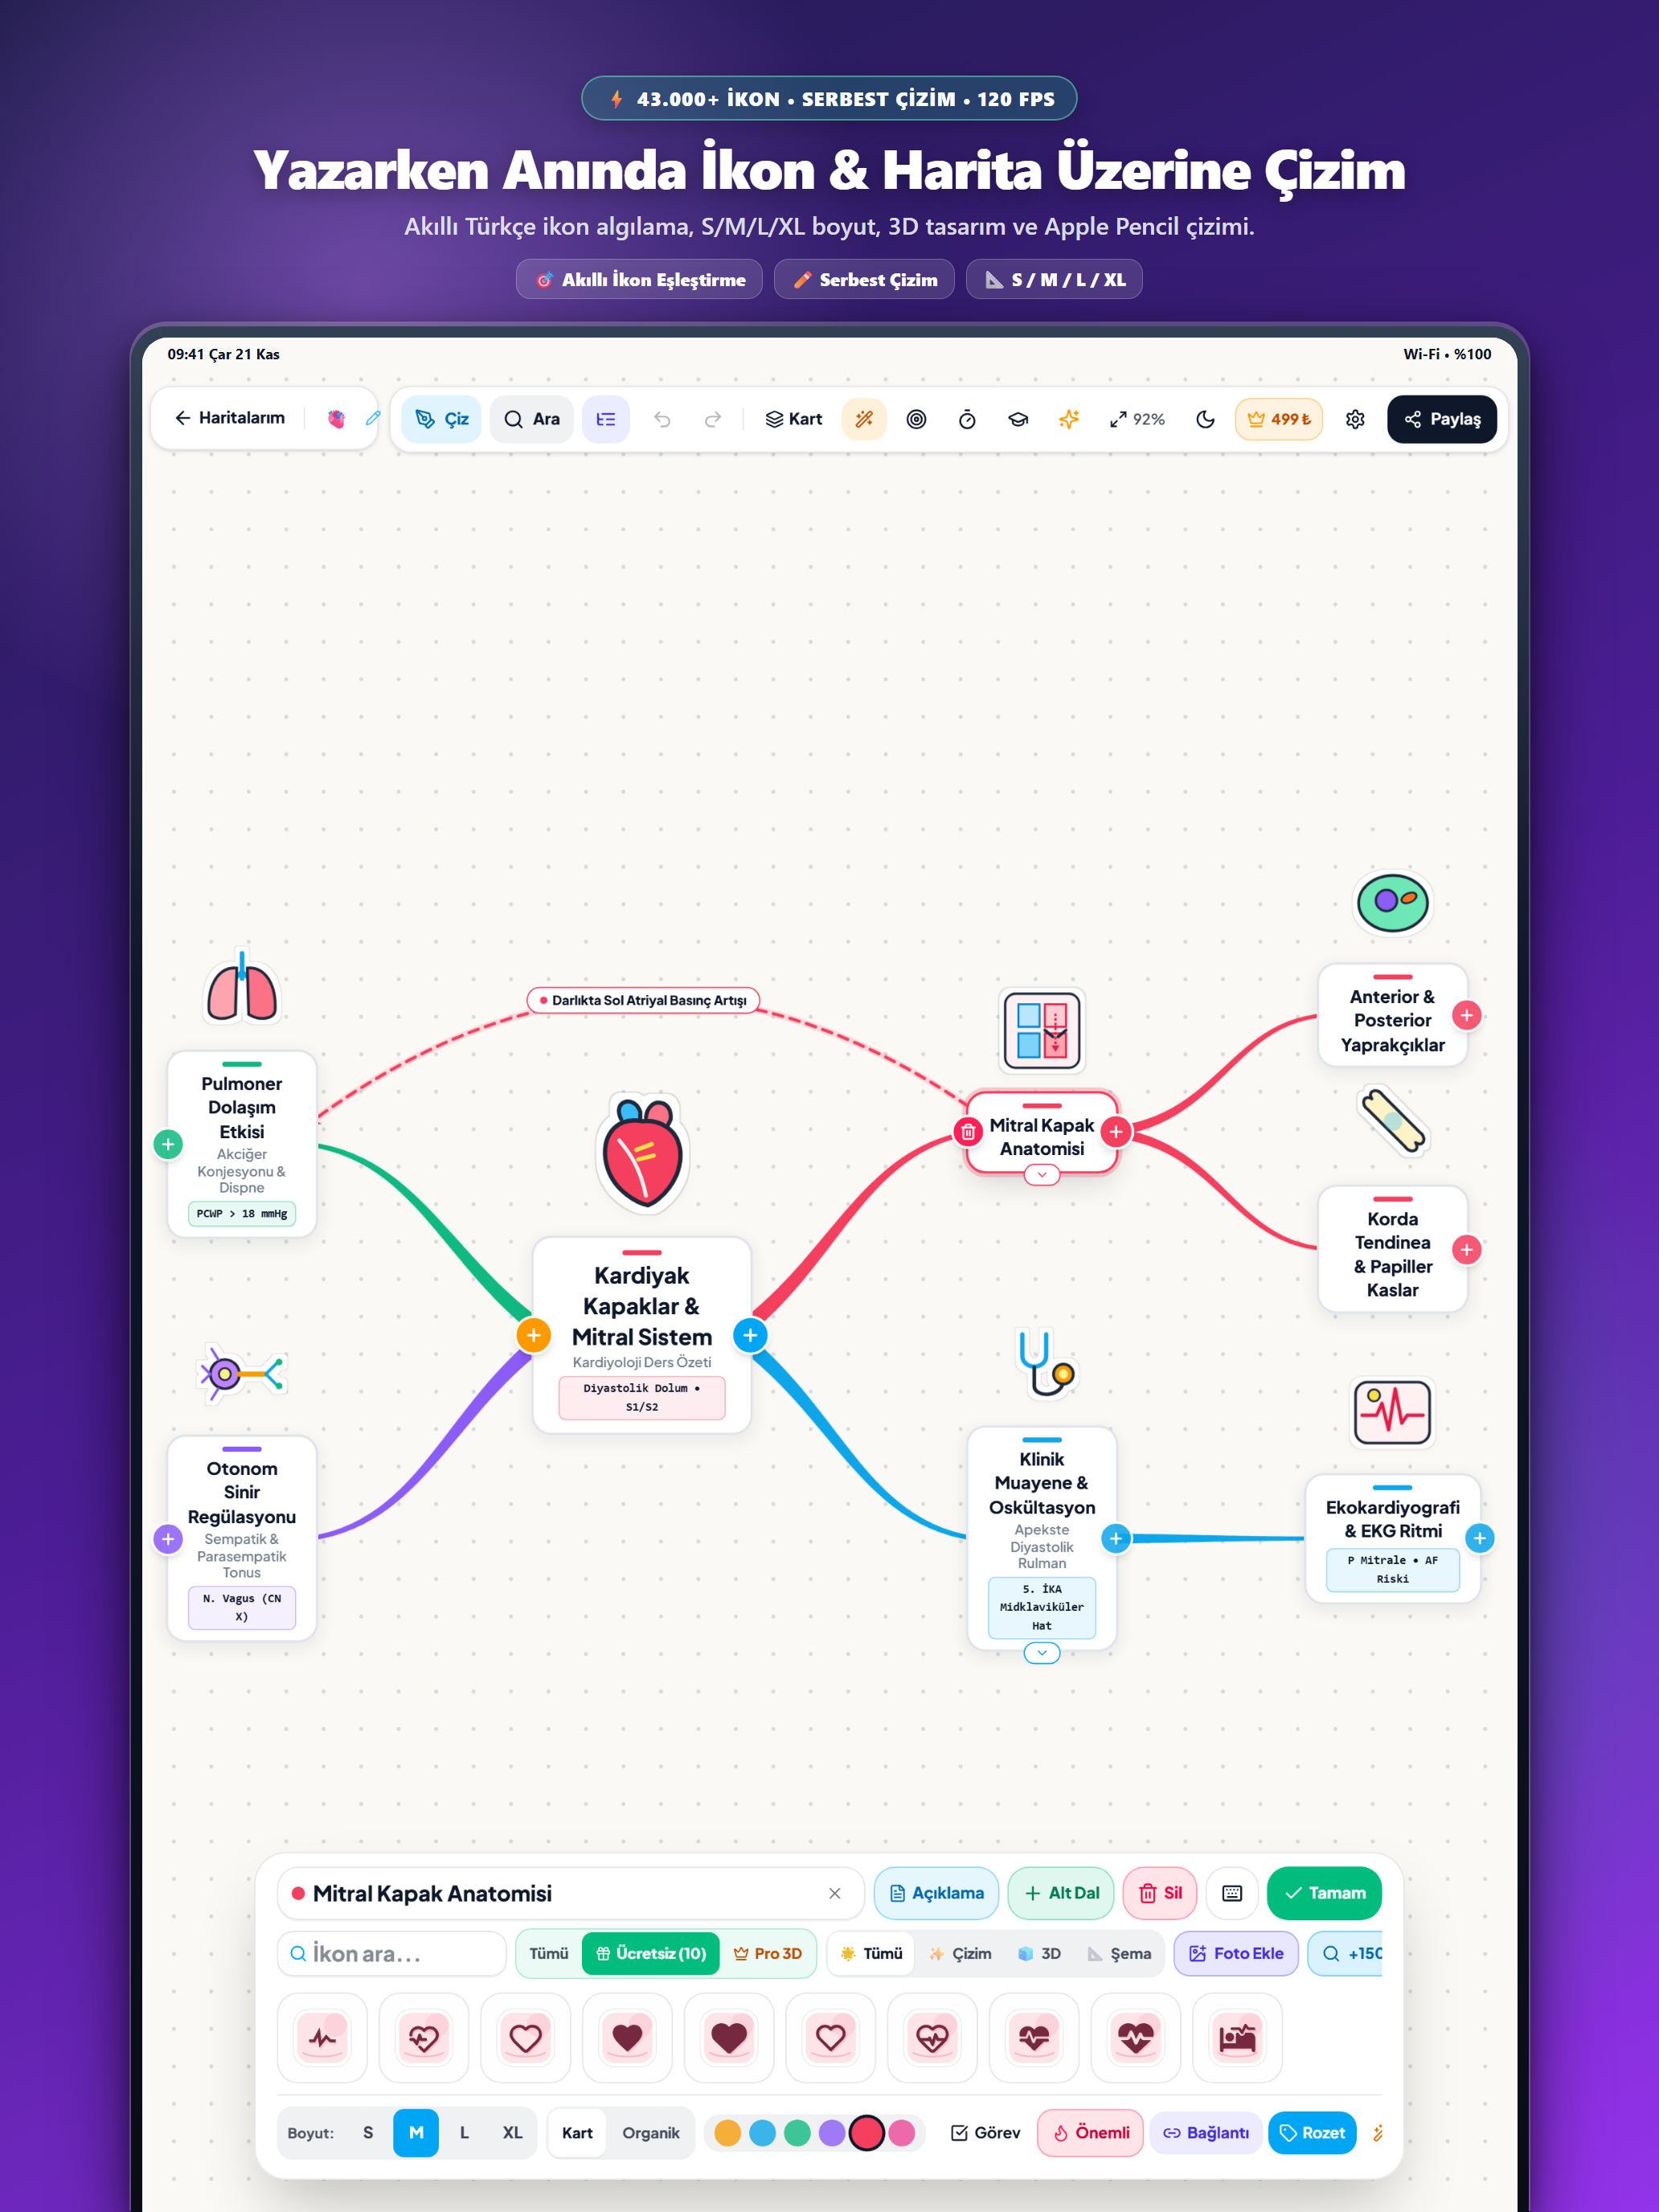 43.000+ İKON • SERBEST ÇİZİM • 120 FPS
Yazarken Anında İkon & Harita Üzerine Çizim
Akıllı Türkçe ikon algılama, S/M/L/XL boyut, 3D tasarım ve Apple Pencil çizimi.
Akıllı İkon Eşleştirme
Serbest Çizim
S / M / L / XL
09:41 Çar 21 Kas
Wi-Fi • %100
Haritalarım
Çiz
Ara
Kart
92%
499 ₺
Paylaş
Anterior &
Posterior
Yaprakçıklar
Darlıkta Sol Atriyal Basınç Artışı
Pulmoner
Dolaşım
Etkisi
Akciğer
Konjesyonu &
Dispne
PCWP > 18 mmHg
Mitral Kapak
Anatomisi
Korda
Tendinea
& Papiller
Kaslar
Kardiyak
Kapaklar &
Mitral Sistem
Kardiyoloji Ders Özeti
Diyastolik Dolum •
S1/S2
Otonom
Sinir
Regülasyonu
Sempatik &
Parasempatik
Tonus
N. Vagus (CN
X)
Klinik
Muayene &
Oskültasyon
Apekste
Diyastolik
Rulman
5. İKA
Midklaviküler
Hat
Ekokardiyografi
& EKG Ritmi
P Mitrale • AF
Riski
Mitral Kapak Anatomisi
Açıklama
Alt Dal
Sil
Tamam
İkon ara...
Tümü
Ücretsiz (10)
Pro 3D
Tümü
Çizim
3D
Şema
Foto Ekle
+150
Boyut:
S
M
L
XL
Kart
Organik
Görev
Önemli
Bağlantı
Rozet